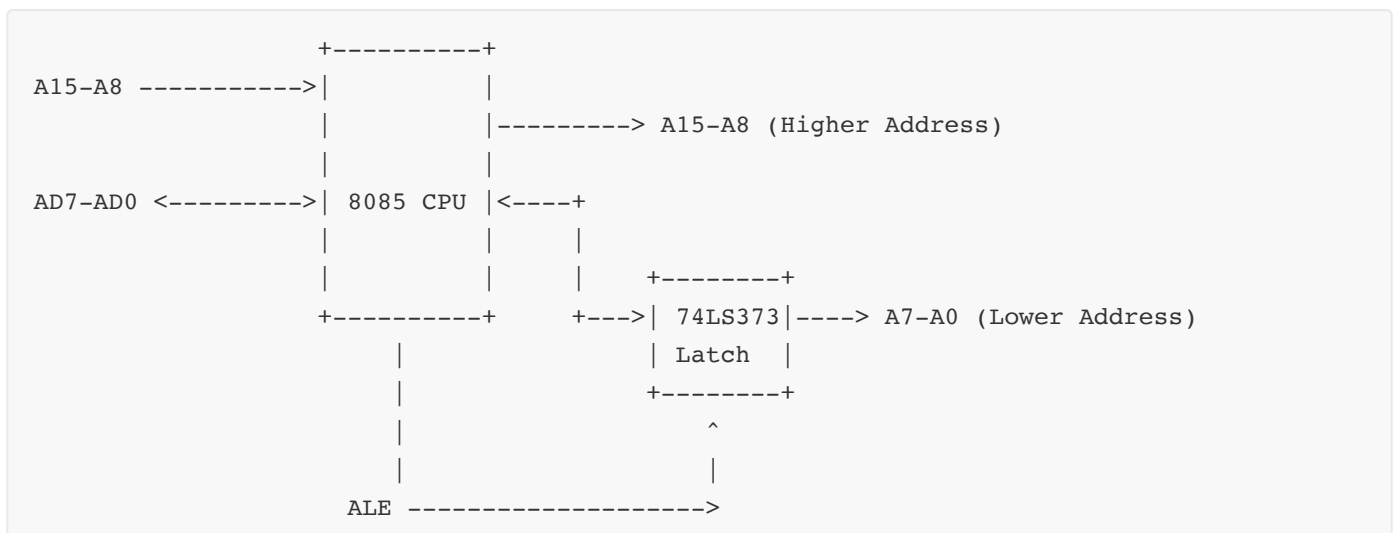 +----------+
A15-A8 ----------->|          |
|          |---------> A15-A8 (Higher Address)
|          |
AD7-AD0 <--------->| 8085 CPU |<----+
|          |     |
|          |     |    +--------+
+----------+     +--->| 74LS373|----> A7-A0 (Lower Address)
|                | Latch  |
|                +--------+
|                    ^
|                    |
ALE -------------------->